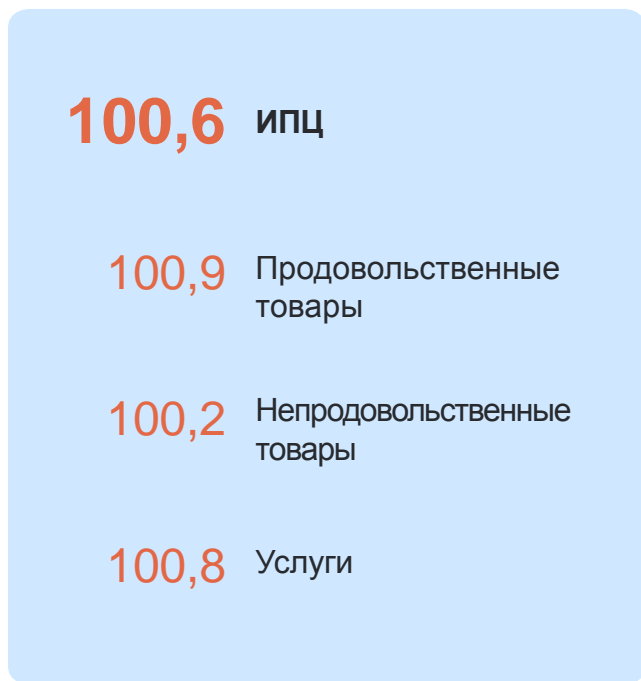 100,6 ИПЦ
100,9 Продовольственные
товары
100,2 Непродовольственные
товары
100,8 Услуги